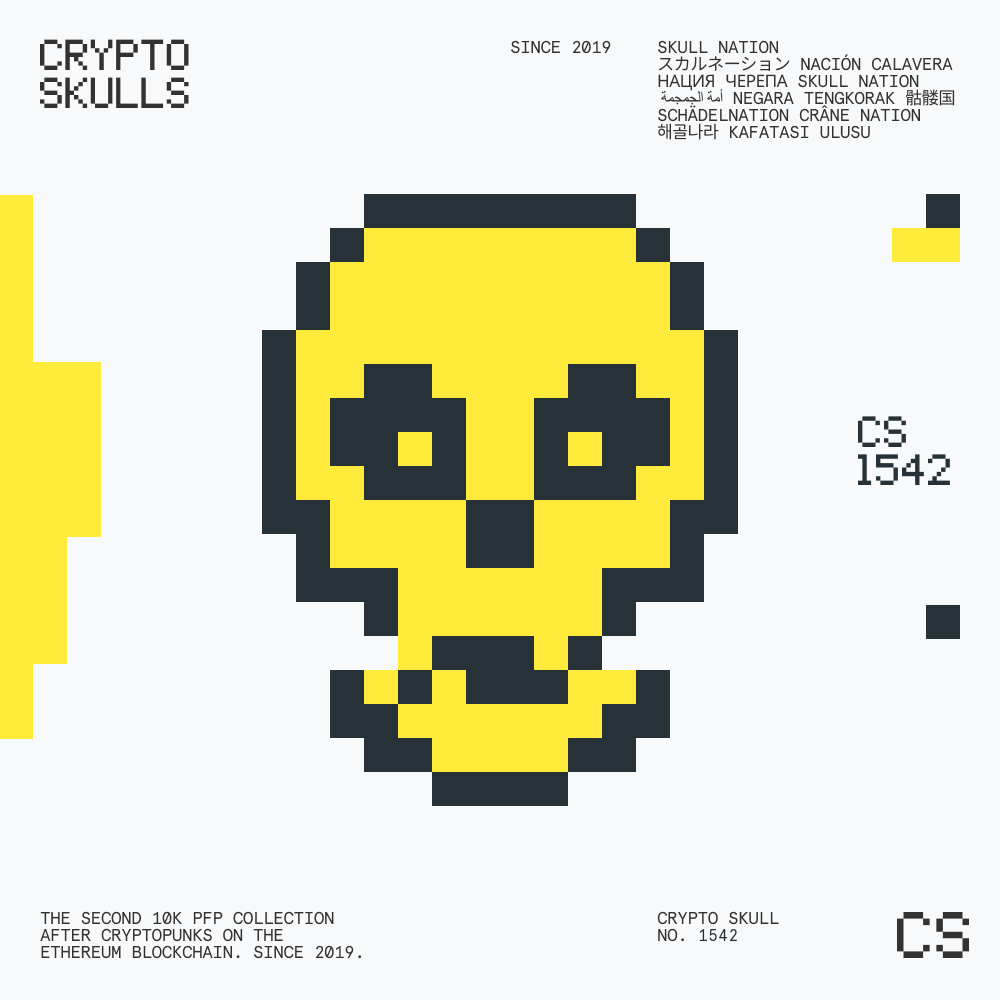 CRYPTO
SKULLS
SINCE 2019
SKULL NATION
スカルネーション NACIÓN CALAVERA
НАЦИЯ ЧЕРЕПА SKULL NATION
أمة الجمجمة NEGARA TENGKORAK 骷髅国
SCHÄDELNATION CRÂNE NATION
해골나라 KAFATASI ULUSU
CS
1542
THE SECOND 10K PFP COLLECTION
AFTER CRYPTOPUNKS ON THE
ETHEREUM BLOCKCHAIN. SINCE 2019.
CRYPTO SKULL
NO. 1542
CS